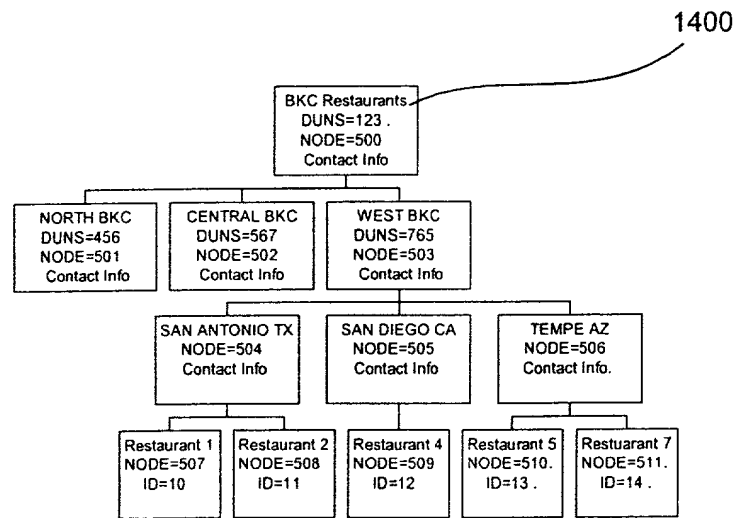 1400
BKC Restaurants
DUNS=123 .
NODE=500
Contact Info
NORTH BKC
DUNS=456
NODE=501
Contact Info
CENTRAL BKC
DUNS=567
NODE=502
Contact Info
WEST BKC
DUNS=765
NODE=503
Contact Info
SAN ANTONIO TX
NODE=504
Contact Info
SAN DIEGO CA
NODE=505
Contact Info
TEMPE AZ
NODE=506
Contact Info.
Restaurant 1
NODE=507
ID=10
Restaurant 2
NODE=508
ID=11
Restaurant 4
NODE=509
ID=12
Restaurant 5
NODE=510.
ID=13 .
Restuarant 7
NODE=511.
ID=14 .